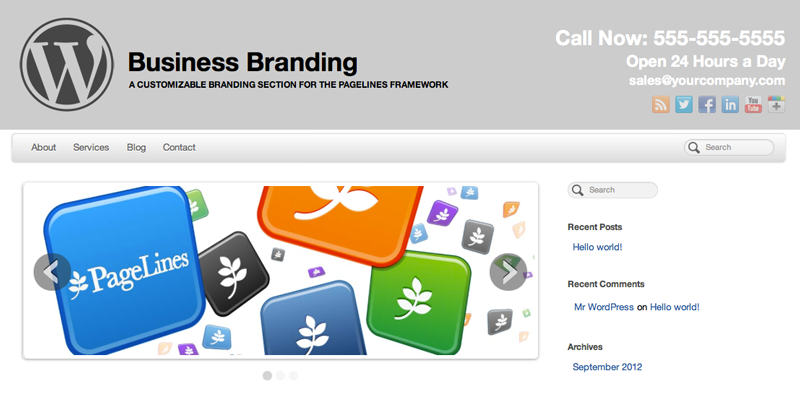 Business Branding
A CUSTOMIZABLE BRANDING SECTION FOR THE PAGELINES FRAMEWORK
Call Now: 555-555-5555
Open 24 Hours a Day
sales@yourcompany.com
You
Tube
About Services Blog Contact
Search
PageLines
Search
Recent Posts
Hello world!
Recent Comments
Mr WordPress on Hello world!
Archives
September 2012